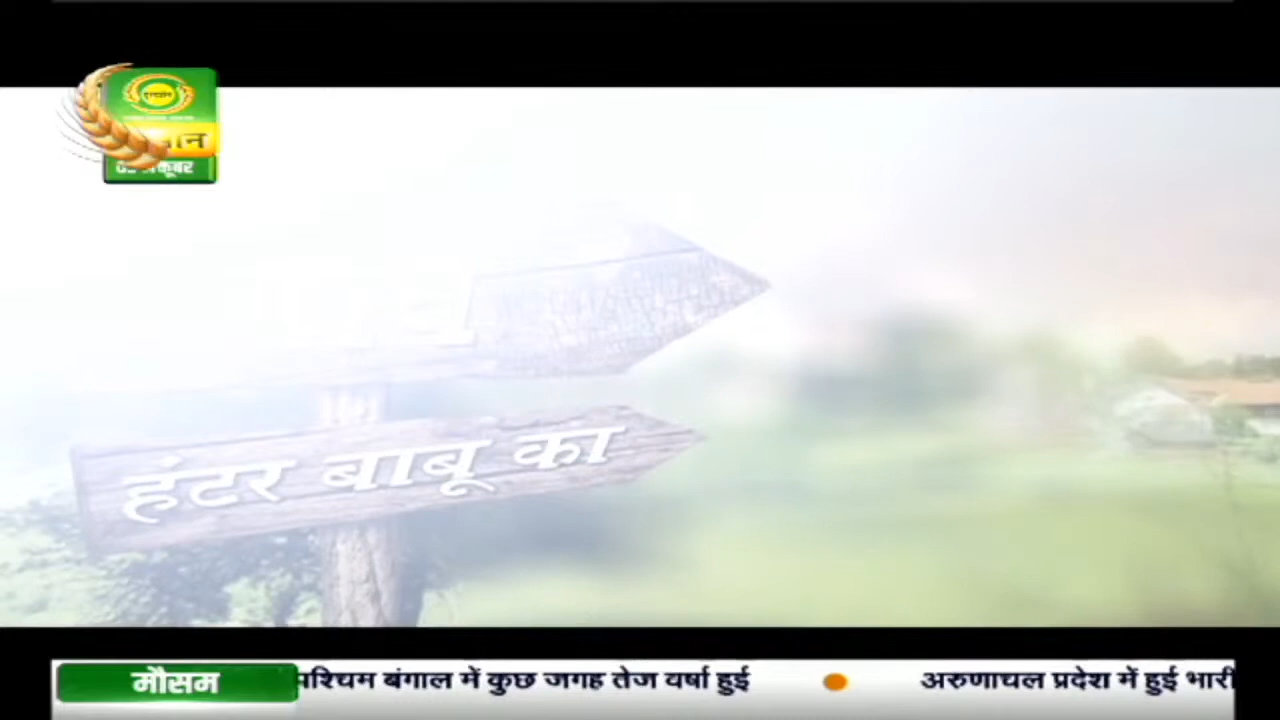 हंटर बाबू का
मौसम
पश्चिम बंगाल में कुछ जगह तेज वर्षा हुई
अरुणाचल प्रदेश में हुई भारी